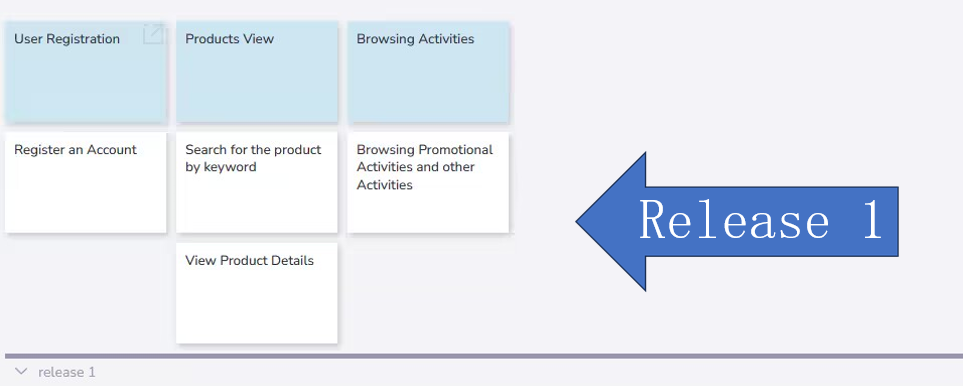 User Registration
Products View
Browsing Activities
Register an Account
Search for the product
by keyword
Browsing Promotional
Activities and other
Activities
View Product Details
Release 1
release 1